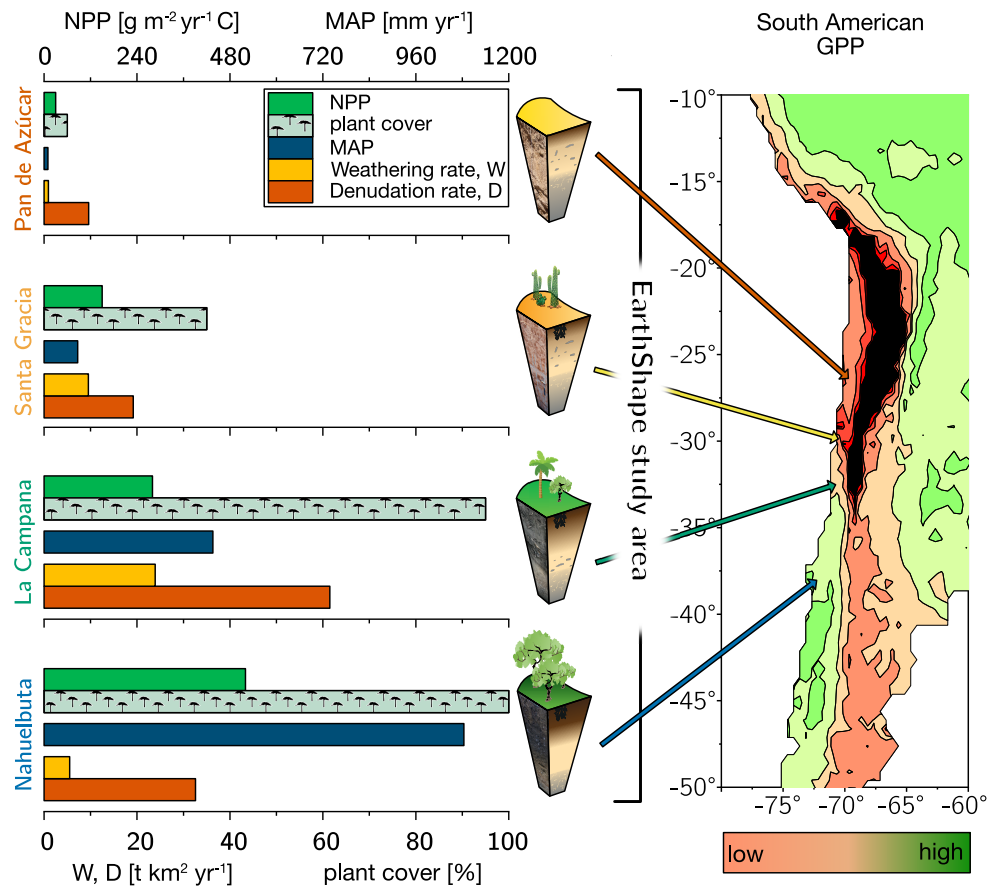 NPP [g m⁻² yr⁻¹ C]
MAP [mm yr⁻¹]
0 240 480 720 960 1200
NPP
plant cover
MAP
Weathering rate, W
Denudation rate, D
Pan de Azúcar
Santa Gracia
La Campana
Nahuelbuta
0 20 40 60 80 100
W, D [t km² yr⁻¹]
plant cover [%]
EarthShape study area
South American
GPP
-10°
-15°
-20°
-25°
-30°
-35°
-40°
-45°
-50°
-75° -70° -65° -60°
low high